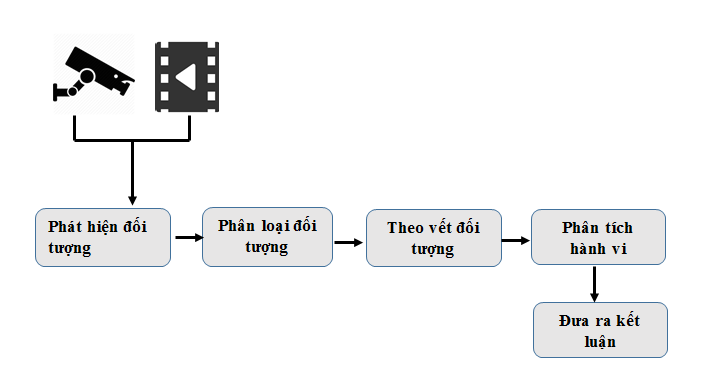 Phát hiện đối
tượng
Phân loại đối
tượng
Theo vết đối
tượng
Phân tích
hành vi
Đưa ra kết
luận